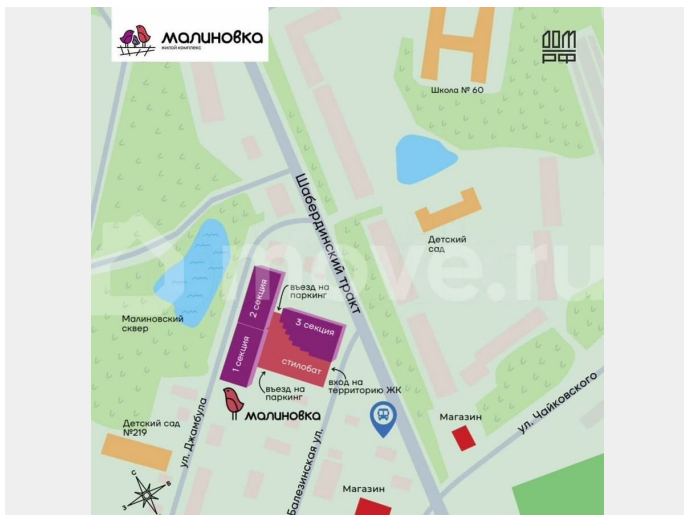 малиновка
жилой комплекс
ДОМ
РФ
Школа № 60
Шабердинский тракт
Детский
сад
move.ru
въезд на
паркинг
2 секция
3 секция
Малиновский
сквер
1 секция
стилобат
въезд на
паркинг
вход на
территорию ЖК
малиновка
ул. Джамбула
Детский сад
№219
Балезинская ул.
Магазин
ул. Чайковского
Магазин
С
В
З